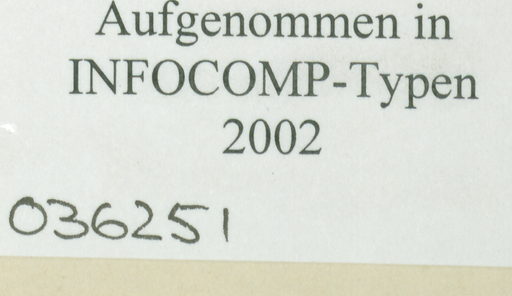 Aufgenommen in
INFOCOMP-Typen
2002
036251